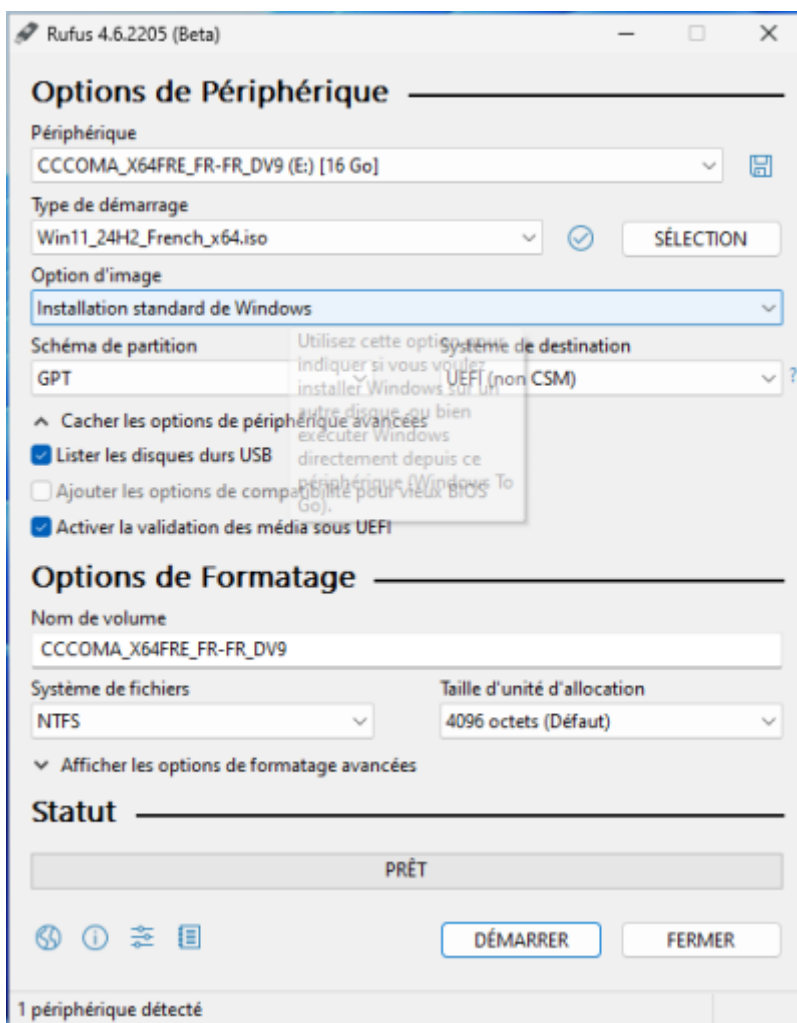 Rufus 4.6.2205 (Beta)
Options de Périphérique
Périphérique
CCCOMA_X64FRE_FR-FR_DV9 (E:) [16 Go]
Type de démarrage
Win11_24H2_French_x64.iso
SÉLECTION
Option d'image
Installation standard de Windows
Schéma de partition
Système de destination
GPT
UEFI (non CSM)
?
Utilisez cette option pour
indiquer si vous voulez
installer Windows sur un
autre disque, ou bien
exécuter Windows
directement depuis ce
périphérique (Windows To
Go).
Cacher les options de périphérique avancées
Lister les disques durs USB
Ajouter les options de compatibilité pour vieux BIOS
Activer la validation des média sous UEFI
Options de Formatage
Nom de volume
CCCOMA_X64FRE_FR-FR_DV9
Système de fichiers
Taille d'unité d'allocation
NTFS
4096 octets (Défaut)
Afficher les options de formatage avancées
Statut
PRÊT
DÉMARRER
FERMER
1 périphérique détecté